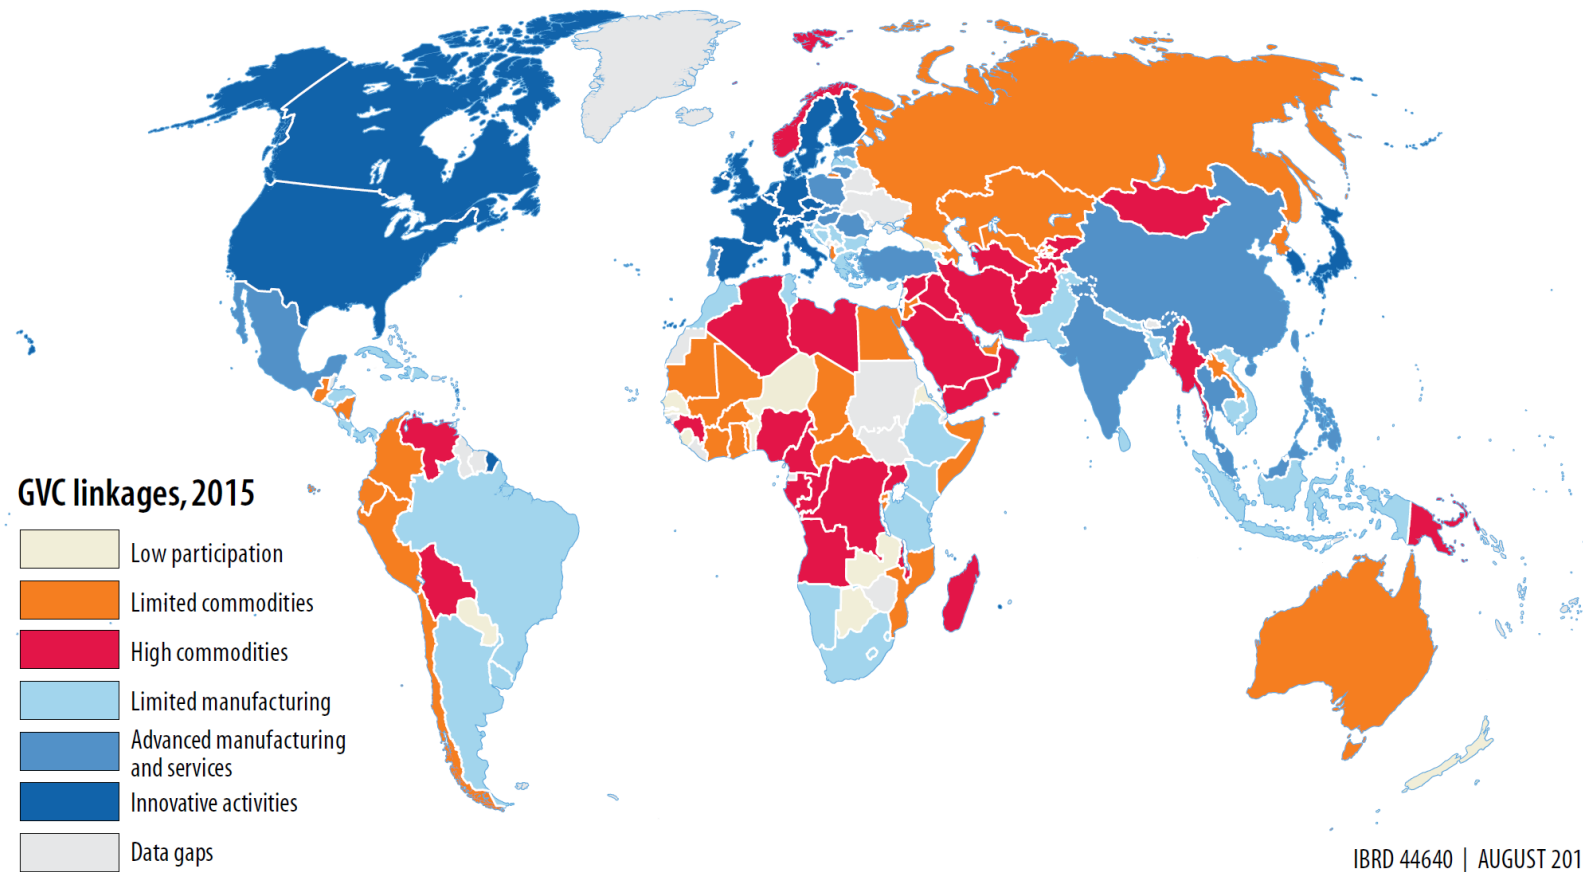 GVC linkages, 2015
Low participation
Limited commodities
High commodities
Limited manufacturing
Advanced manufacturing
and services
Innovative activities
Data gaps
IBRD 44640 | AUGUST 201